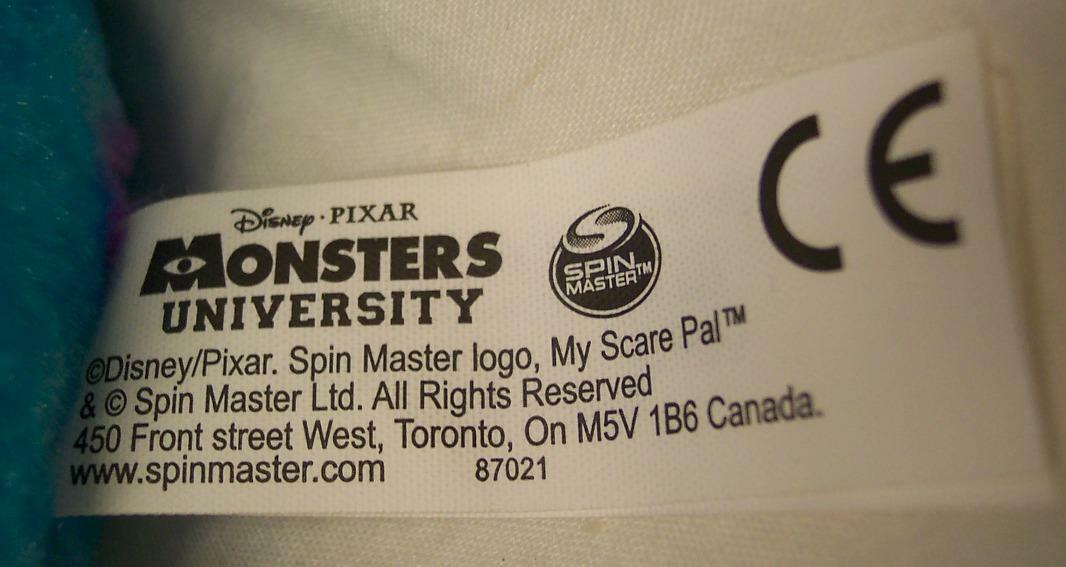 Disney · PIXAR
MONSTERS
UNIVERSITY
SPIN
MASTER™
CE
©Disney/Pixar. Spin Master logo, My Scare Pal™
& © Spin Master Ltd. All Rights Reserved
450 Front street West, Toronto, On M5V 1B6 Canada.
www.spinmaster.com 87021